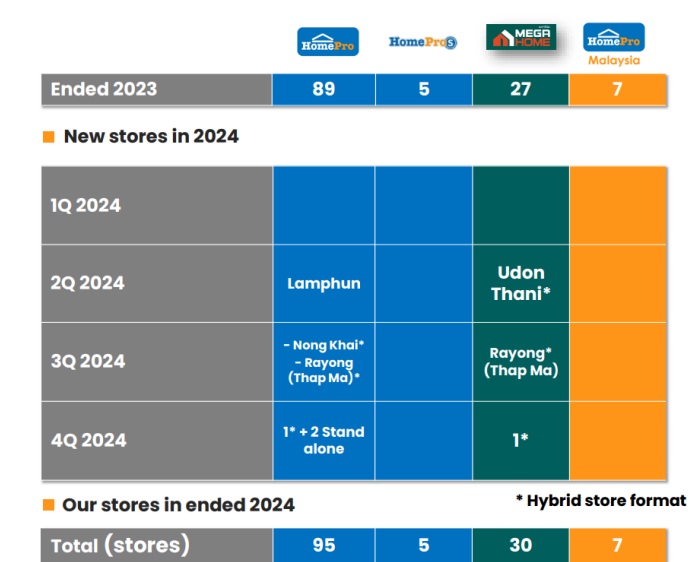 HomePro HomePro S MEGA HOME HomePro
Malaysia
Ended 2023 89 5 27 7
New stores in 2024
1Q 2024
2Q 2024 Lamphun Udon
Thani*
3Q 2024 - Nong Khai*
- Rayong
(Thap Ma)* Rayong*
(Thap Ma)
4Q 2024 1* + 2 Stand
alone 1*
Our stores in ended 2024 * Hybrid store format
Total (stores) 95 5 30 7